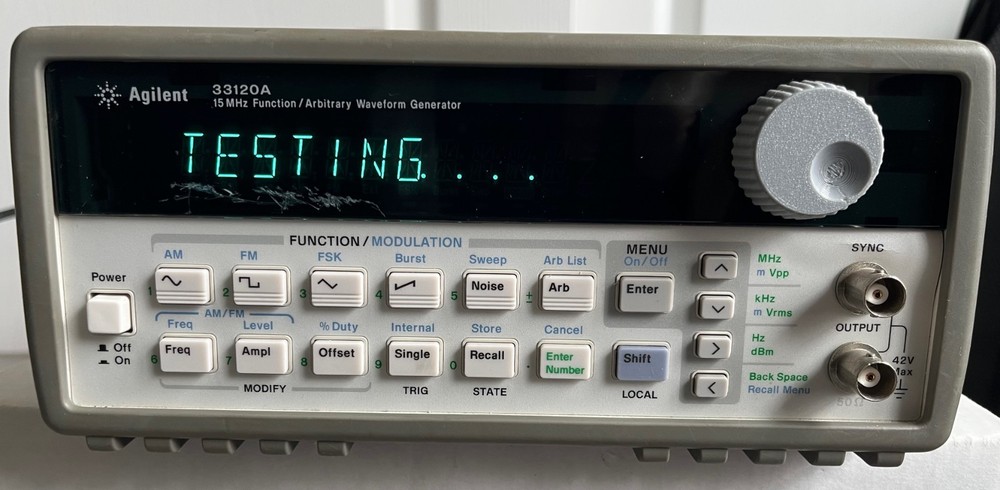 Agilent
33120A
15 MHz Function / Arbitrary Waveform Generator
TESTING....
FUNCTION/MODULATION
AM FM FSK Burst Sweep Arb List
1 2 3 4 5 Noise ± Arb
Power
Off
On
AM/FM
Freq Level % Duty Internal Store Cancel
6 Freq 7 Ampl 8 Offset 9 Single 0 Recall . Enter Number
MODIFY
TRIG
STATE
MENU
On/Off
Enter
Shift
LOCAL
MHz
m Vpp
kHz
m Vrms
Hz
dBm
Back Space
Recall Menu
SYNC
OUTPUT
42V
Max
50Ω